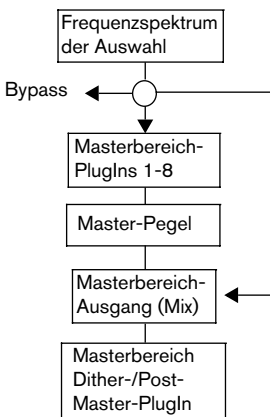 Frequenzspektrum
der Auswahl
Bypass
Masterbereich-
PlugIns 1-8
Master-Pegel
Masterbereich-
Ausgang (Mix)
Masterbereich
Dither-/Post-
Master-PlugIn